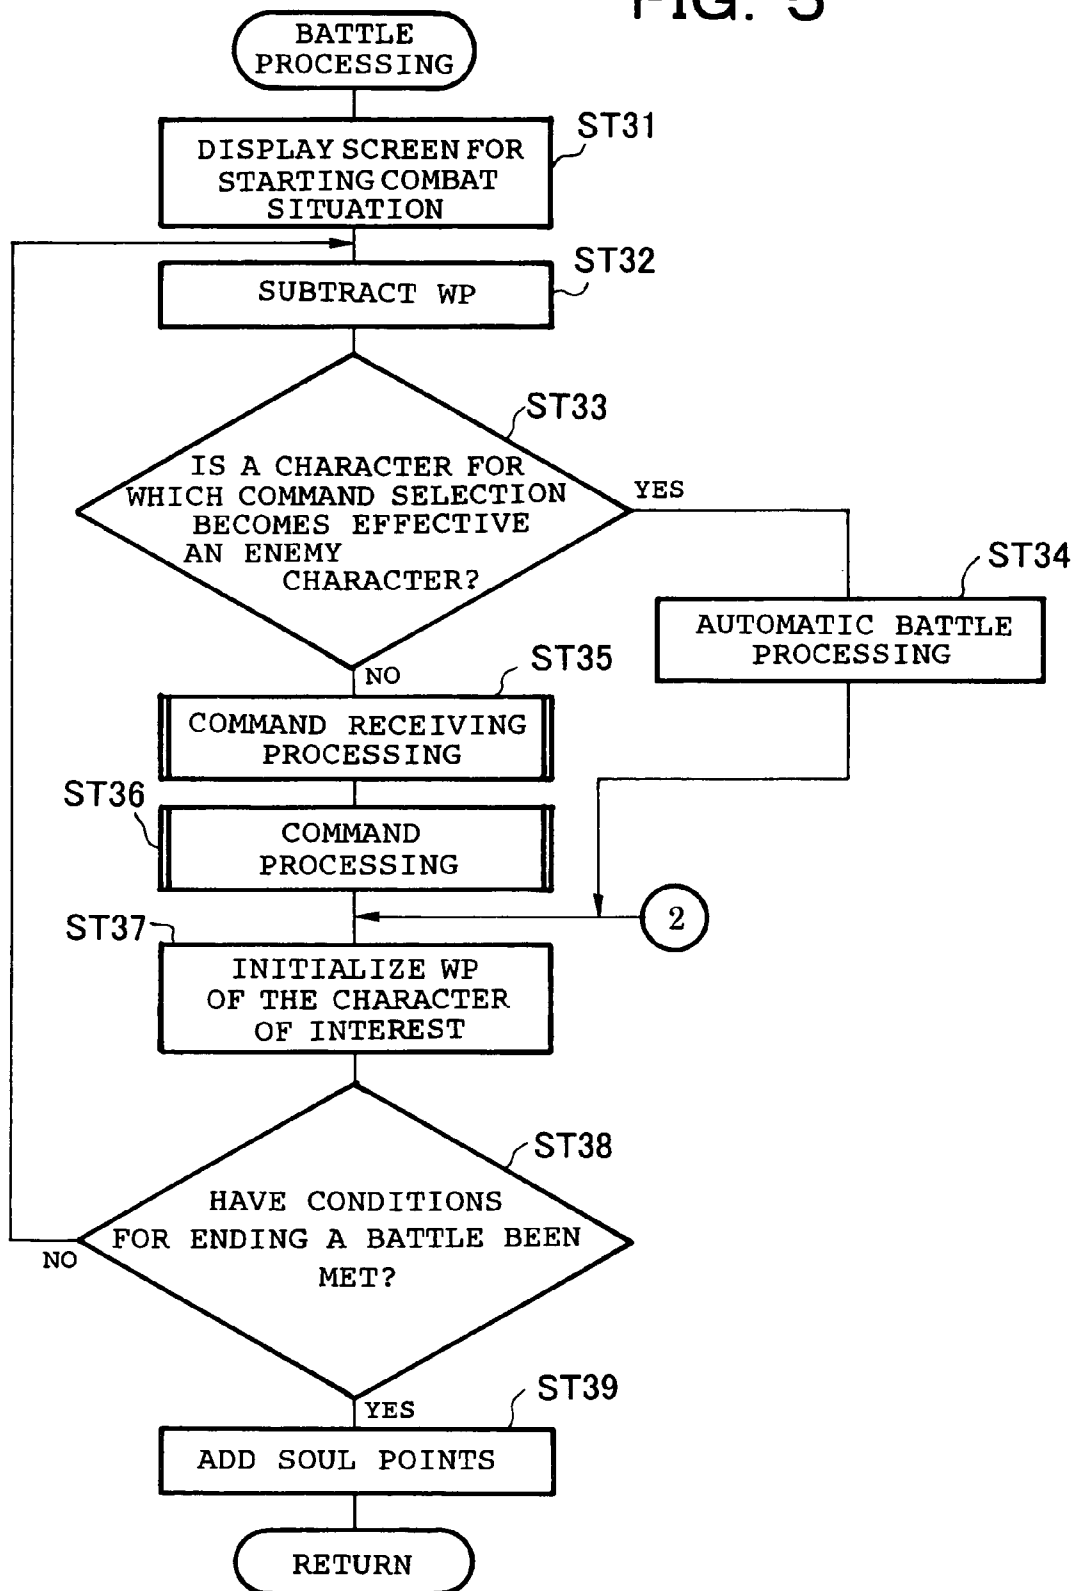 FIG. 5
BATTLE
PROCESSING
ST31
DISPLAY SCREEN FOR
STARTING COMBAT
SITUATION
ST32
SUBTRACT WP
ST33
IS A CHARACTER FOR
WHICH COMMAND SELECTION
BECOMES EFFECTIVE
AN ENEMY
CHARACTER?
YES
ST34
AUTOMATIC BATTLE
PROCESSING
NO
ST35
COMMAND RECEIVING
PROCESSING
ST36
COMMAND
PROCESSING
2
ST37
INITIALIZE WP
OF THE CHARACTER
OF INTEREST
ST38
HAVE CONDITIONS
FOR ENDING A BATTLE BEEN
MET?
NO
YES
ST39
ADD SOUL POINTS
RETURN